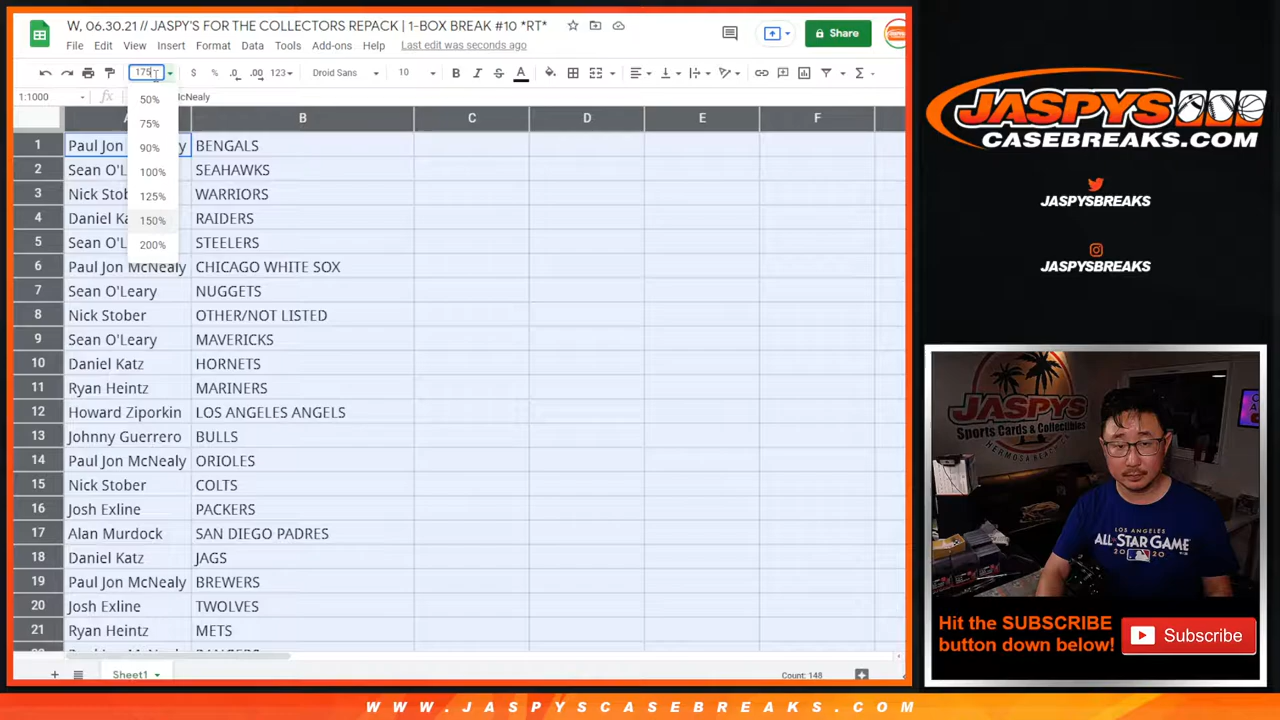 W, 06.30.21 // JASPY'S FOR THE COLLECTORS REPACK | 1-BOX BREAK #10 *RT*
File Edit View Insert Format Data Tools Add-ons Help Last edit was seconds ago
Share
175
$ % .0 .00 123 Droid Sans 10 B I S A
1:1000 fx cNealy
50%
75%
90%
100%
125%
150%
200%
B C D E F
1 Paul Jon y BENGALS
2 Sean O'L SEAHAWKS
3 Nick Stob WARRIORS
4 Daniel Ka RAIDERS
5 Sean O'L STEELERS
6 Paul Jon McNealy CHICAGO WHITE SOX
7 Sean O'Leary NUGGETS
8 Nick Stober OTHER/NOT LISTED
9 Sean O'Leary MAVERICKS
10 Daniel Katz HORNETS
11 Ryan Heintz MARINERS
12 Howard Ziporkin LOS ANGELES ANGELS
13 Johnny Guerrero BULLS
14 Paul Jon McNealy ORIOLES
15 Nick Stober COLTS
16 Josh Exline PACKERS
17 Alan Murdock SAN DIEGO PADRES
18 Daniel Katz JAGS
19 Paul Jon McNealy BREWERS
20 Josh Exline TWOLVES
21 Ryan Heintz METS
Sheet1
Count: 148
JASPYS
CASEBREAKS.COM
JASPYSBREAKS
JASPYSBREAKS
JASPYS
Sports Cards & Collectibles
HERMOSA BEACH
LOS ANGELES
ALL STAR GAME
2020
Hit the SUBSCRIBE
button down below!
Subscribe
WWW.JASPYSCASEBREAKS.COM